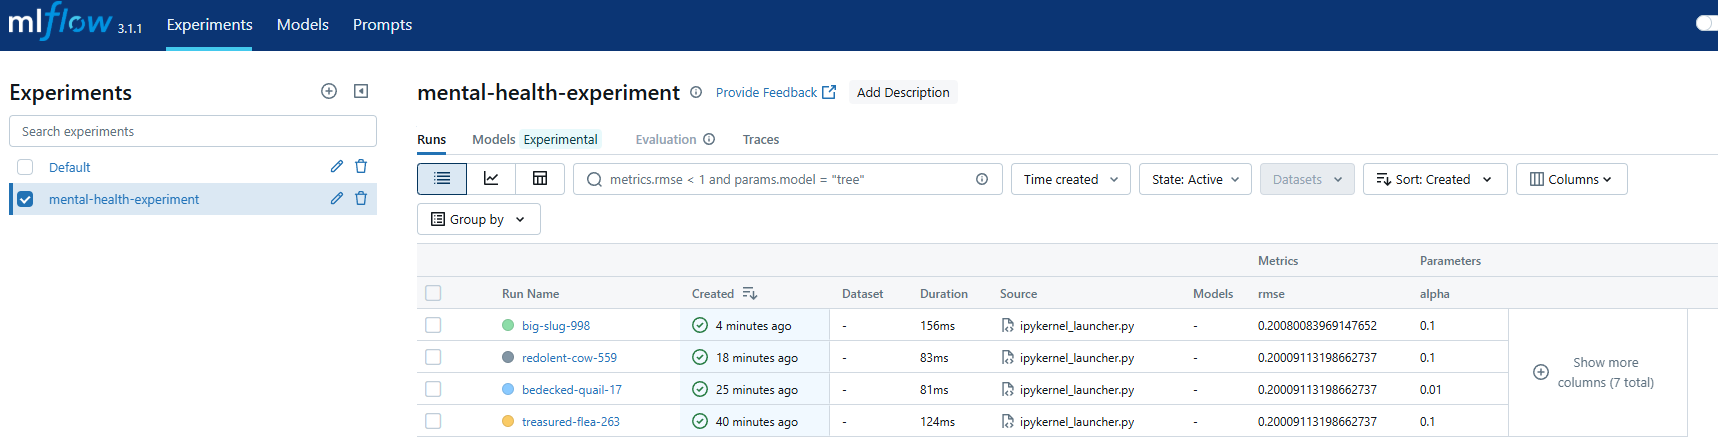 mlflow 3.1.1 Experiments Models Prompts
Experiments
Search experiments
Default
mental-health-experiment
mental-health-experiment Provide Feedback Add Description
Runs Models Experimental Evaluation Traces
metrics.rmse < 1 and params.model = "tree" Time created State: Active Datasets Sort: Created Columns
Group by
Metrics Parameters
Run Name Created Dataset Duration Source Models rmse alpha
big-slug-998 4 minutes ago - 156ms ipykernel_launcher.py - 0.20080083969147652 0.1
redolent-cow-559 18 minutes ago - 83ms ipykernel_launcher.py - 0.20009113198662737 0.1
bedecked-quail-17 25 minutes ago - 81ms ipykernel_launcher.py - 0.20009113198662737 0.01
treasured-flea-263 40 minutes ago - 124ms ipykernel_launcher.py - 0.20009113198662737 0.1
Show more
columns (7 total)